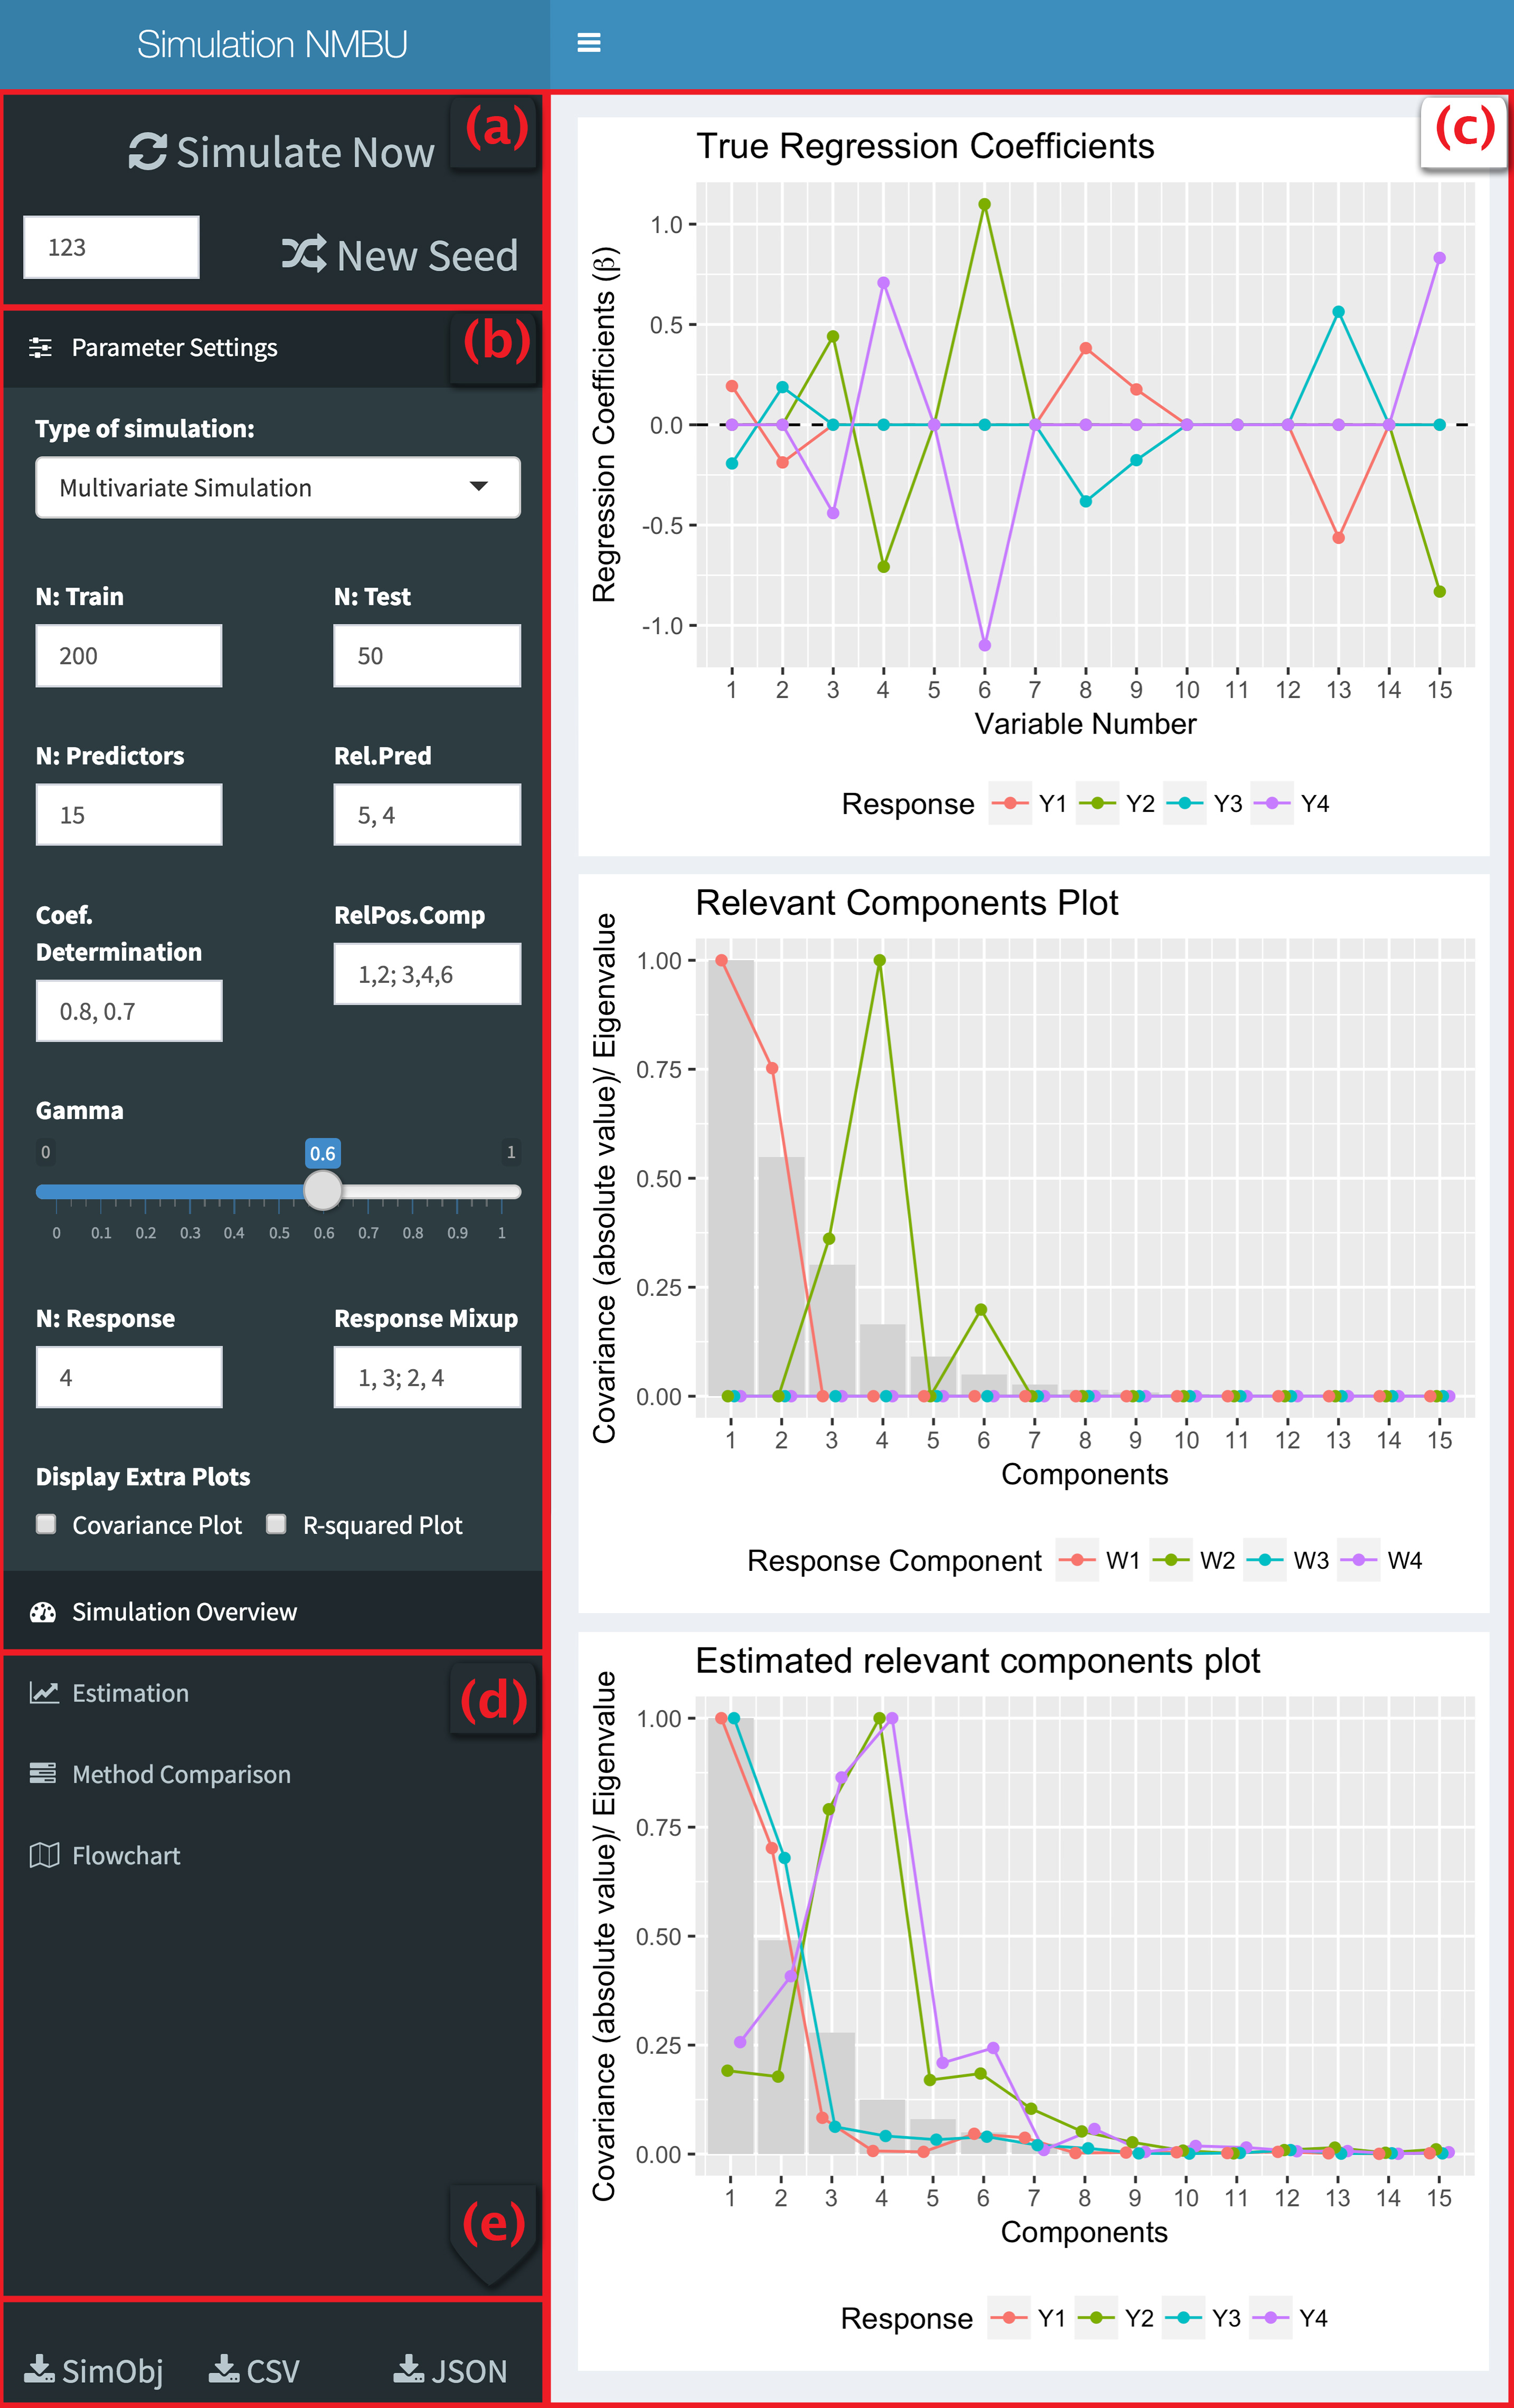 Simulation NMBU
(a)
Simulate Now
123
New Seed
(b)
Parameter Settings
Type of simulation:
Multivariate Simulation
N: Train
N: Test
200
50
N: Predictors
Rel.Pred
15
5, 4
Coef.
Determination
RelPos.Comp
0.8, 0.7
1,2; 3,4,6
Gamma
0
0.6
1
0 0.1 0.2 0.3 0.4 0.5 0.6 0.7 0.8 0.9 1
N: Response
Response Mixup
4
1, 3; 2, 4
Display Extra Plots
Covariance Plot
R-squared Plot
Simulation Overview
(d)
Estimation
Method Comparison
Flowchart
(e)
SimObj
CSV
JSON
(c)
True Regression Coefficients
Regression Coefficients (β)
1.0
0.5
0.0
-0.5
-1.0
1 2 3 4 5 6 7 8 9 10 11 12 13 14 15
Variable Number
Response Y1 Y2 Y3 Y4
Relevant Components Plot
Covariance (absolute value)/ Eigenvalue
1.00
0.75
0.50
0.25
0.00
1 2 3 4 5 6 7 8 9 10 11 12 13 14 15
Components
Response Component W1 W2 W3 W4
Estimated relevant components plot
Covariance (absolute value)/ Eigenvalue
1.00
0.75
0.50
0.25
0.00
1 2 3 4 5 6 7 8 9 10 11 12 13 14 15
Components
Response Y1 Y2 Y3 Y4